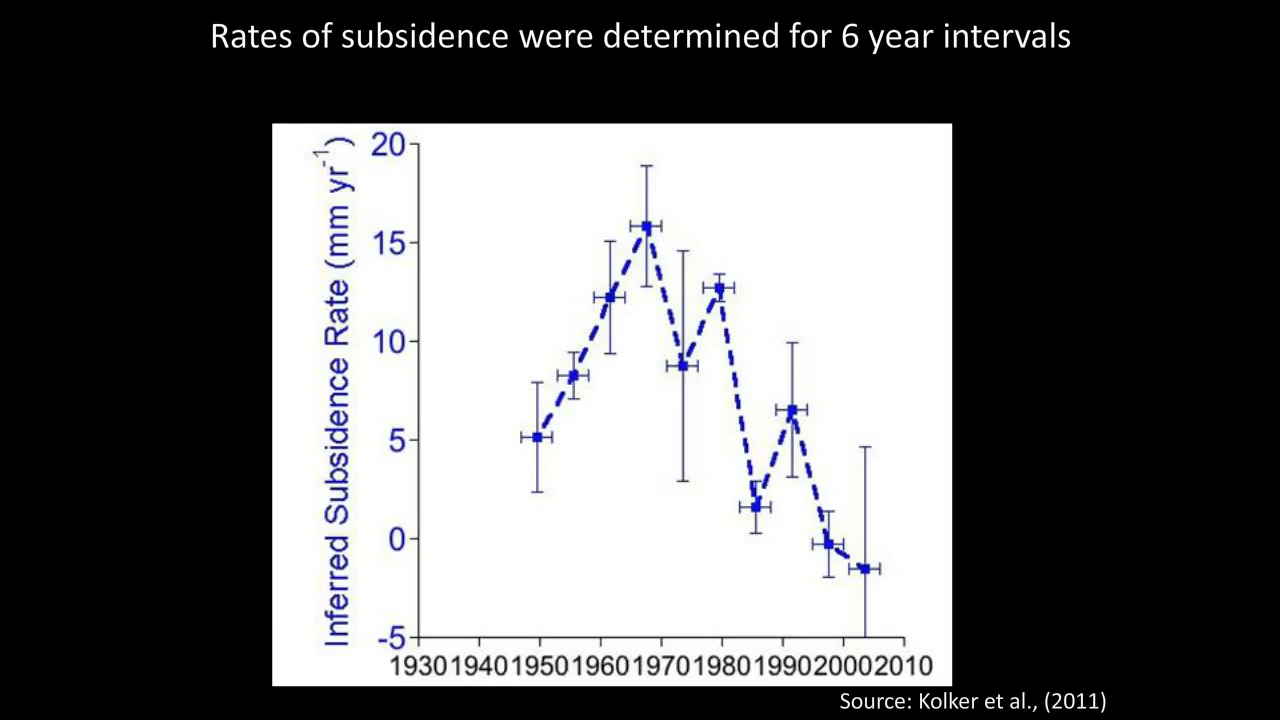 Rates of subsidence were determined for 6 year intervals
Inferred Subsidence Rate (mm yr⁻¹)
20
15
10
5
0
-5
1930 1940 1950 1960 1970 1980 1990 2000 2010
Source: Kolker et al., (2011)